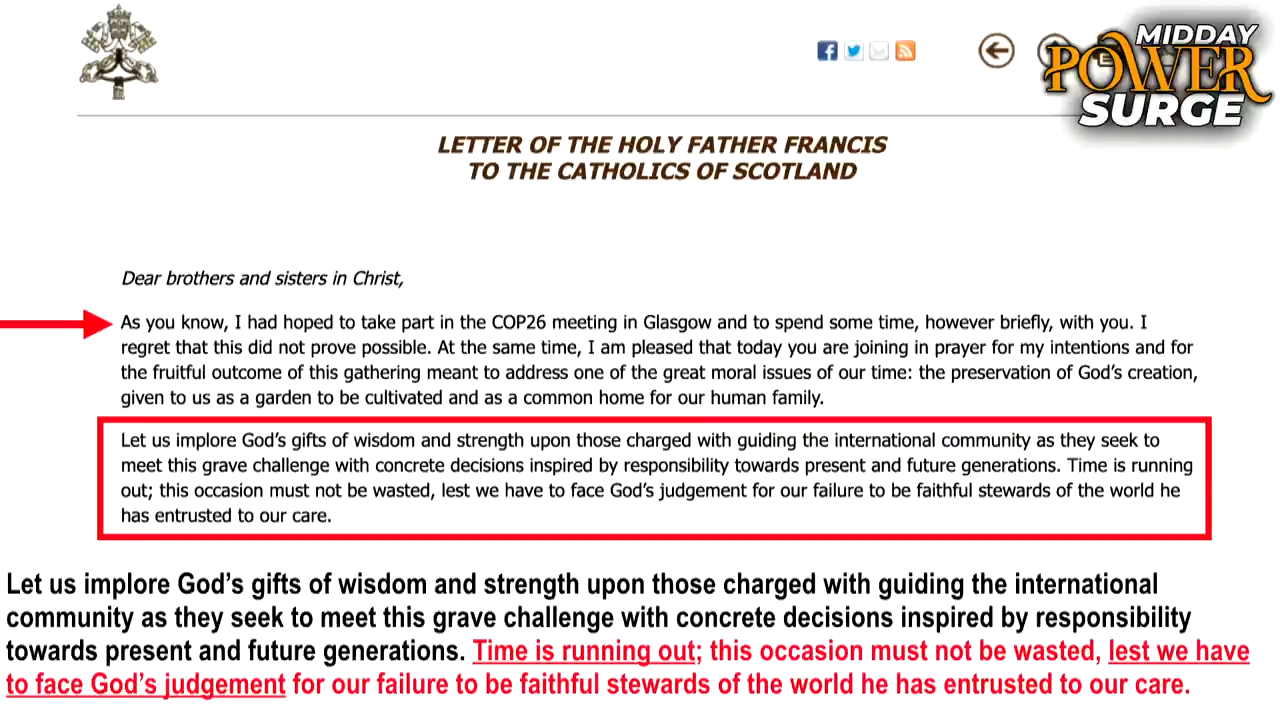 MIDDAY
POWER
SURGE
LETTER OF THE HOLY FATHER FRANCIS
TO THE CATHOLICS OF SCOTLAND
Dear brothers and sisters in Christ,
As you know, I had hoped to take part in the COP26 meeting in Glasgow and to spend some time, however briefly, with you. I
regret that this did not prove possible. At the same time, I am pleased that today you are joining in prayer for my intentions and for
the fruitful outcome of this gathering meant to address one of the great moral issues of our time: the preservation of God's creation,
given to us as a garden to be cultivated and as a common home for our human family.
Let us implore God's gifts of wisdom and strength upon those charged with guiding the international community as they seek to
meet this grave challenge with concrete decisions inspired by responsibility towards present and future generations. Time is running
out; this occasion must not be wasted, lest we have to face God's judgement for our failure to be faithful stewards of the world he
has entrusted to our care.
Let us implore God's gifts of wisdom and strength upon those charged with guiding the international
community as they seek to meet this grave challenge with concrete decisions inspired by responsibility
towards present and future generations. Time is running out; this occasion must not be wasted, lest we have
to face God's judgement for our failure to be faithful stewards of the world he has entrusted to our care.